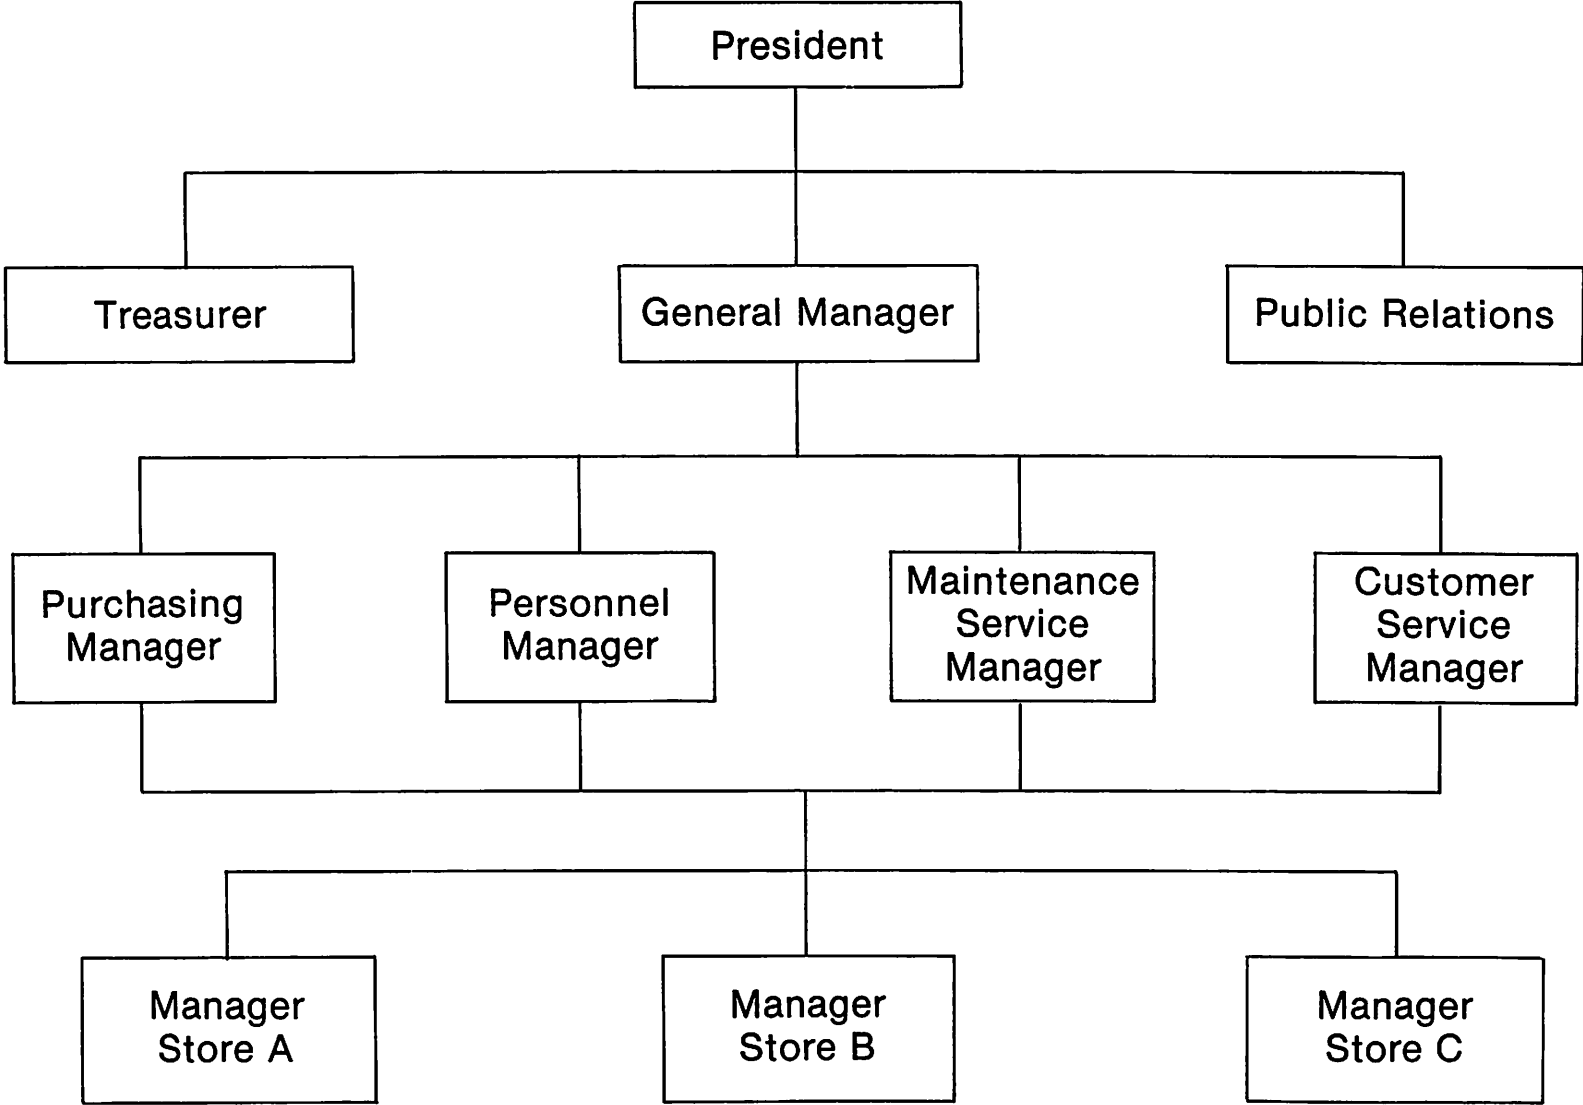 President
Treasurer
General Manager
Public Relations
Purchasing
Manager
Personnel
Manager
Maintenance
Service
Manager
Customer
Service
Manager
Manager
Store A
Manager
Store B
Manager
Store C